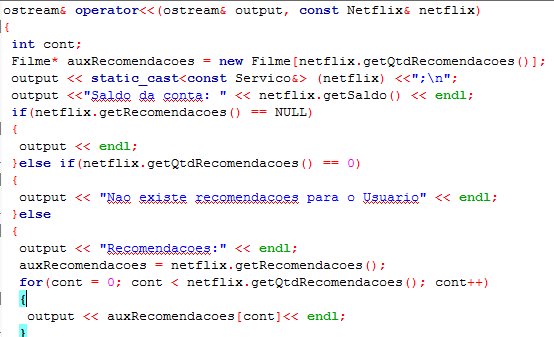 ostream& operator<<(ostream& output, const Netflix& netflix)
{
int cont;
Filme* auxRecomendacoes = new Filme[netflix.getQtdRecomendacoes()];
output << static_cast<const Servico&> (netflix) <<";\n";
output <<"Saldo da conta: " << netflix.getSaldo() << endl;
if(netflix.getRecomendacoes() == NULL)
{
output << endl;
}else if(netflix.getQtdRecomendacoes() == 0)
{
output << "Nao existe recomendacoes para o Usuario" << endl;
}else
{
output << "Recomendacoes:" << endl;
auxRecomendacoes = netflix.getRecomendacoes();
for(cont = 0; cont < netflix.getQtdRecomendacoes(); cont++)
{
output << auxRecomendacoes[cont]<< endl;
}